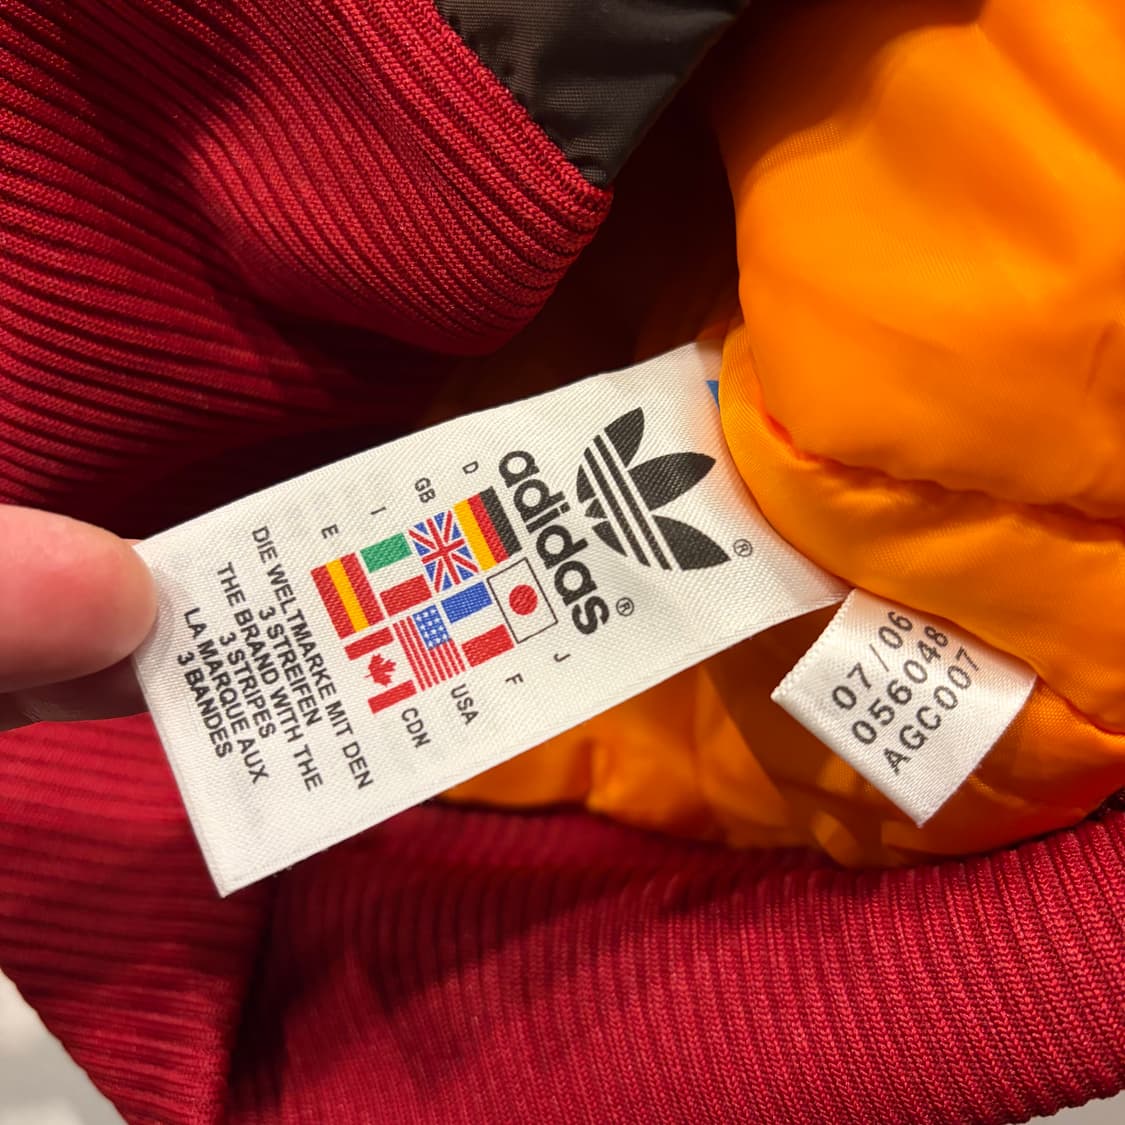 adidas®
®
D
GB
I
E
J
F
USA
CDN
DIE WELTMARKE MIT DEN
3 STREIFEN
THE BRAND WITH THE
3 STRIPES
LA MARQUE AUX
3 BANDES
07/06
056048
AGC007